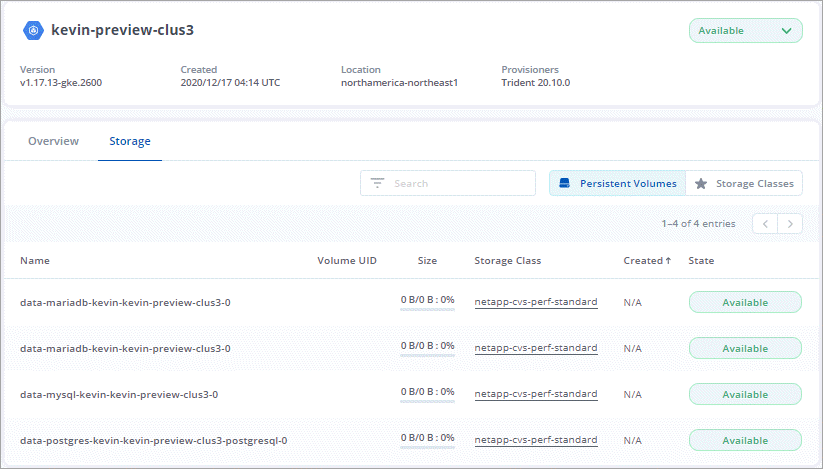 kevin-preview-clus3
Available
Version Created Location Provisioners
v1.17.13-gke.2600 2020/12/17 04:14 UTC northamerica-northeast1 Trident 20.10.0
Overview Storage
Search Persistent Volumes Storage Classes
1–4 of 4 entries
Name Volume UID Size Storage Class Created State
data-mariadb-kevin-kevin-preview-clus3-0 0 B/0 B : 0% netapp-cvs-perf-standard N/A Available
data-mariadb-kevin-kevin-preview-clus3-0 0 B/0 B : 0% netapp-cvs-perf-standard N/A Available
data-mysql-kevin-kevin-preview-clus3-0 0 B/0 B : 0% netapp-cvs-perf-standard N/A Available
data-postgres-kevin-kevin-preview-clus3-postgresql-0 0 B/0 B : 0% netapp-cvs-perf-standard N/A Available